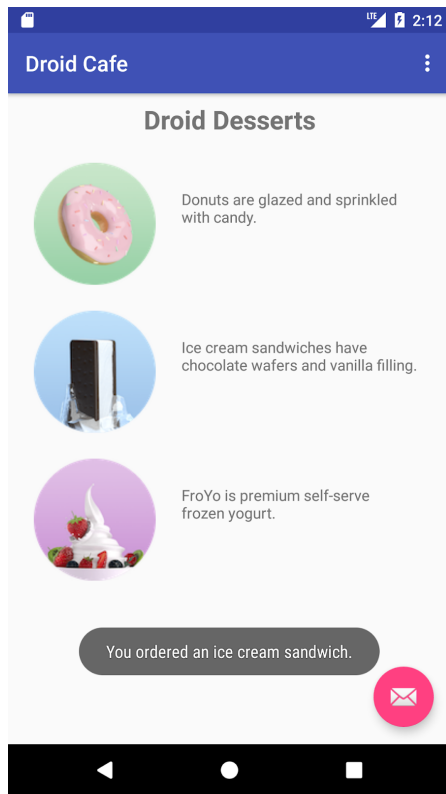 LTE 2:12
Droid Cafe
Droid Desserts
Donuts are glazed and sprinkled
with candy.
Ice cream sandwiches have
chocolate wafers and vanilla filling.
FroYo is premium self-serve
frozen yogurt.
You ordered an ice cream sandwich.